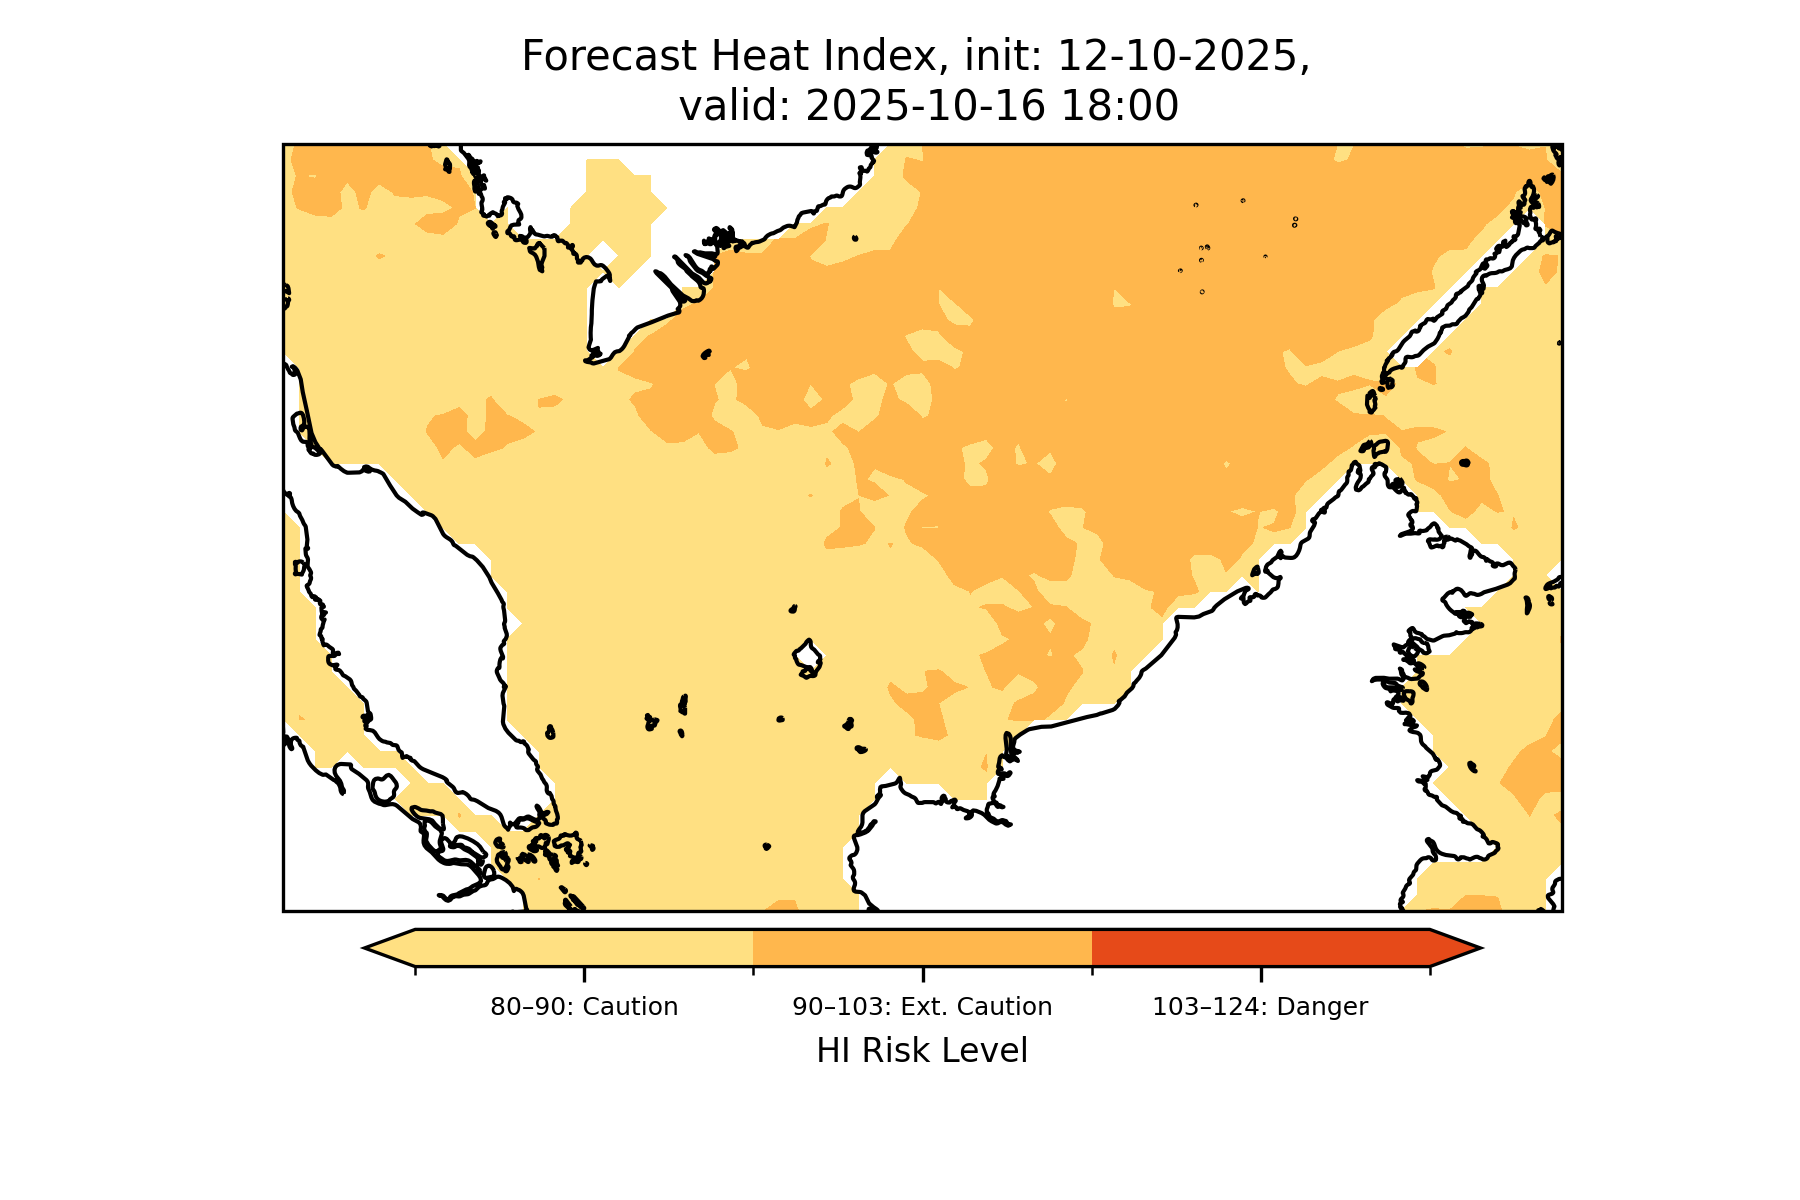 Forecast Heat Index, init: 12-10-2025,
valid: 2025-10-16 18:00
80–90: Caution
90–103: Ext. Caution
103–124: Danger
HI Risk Level